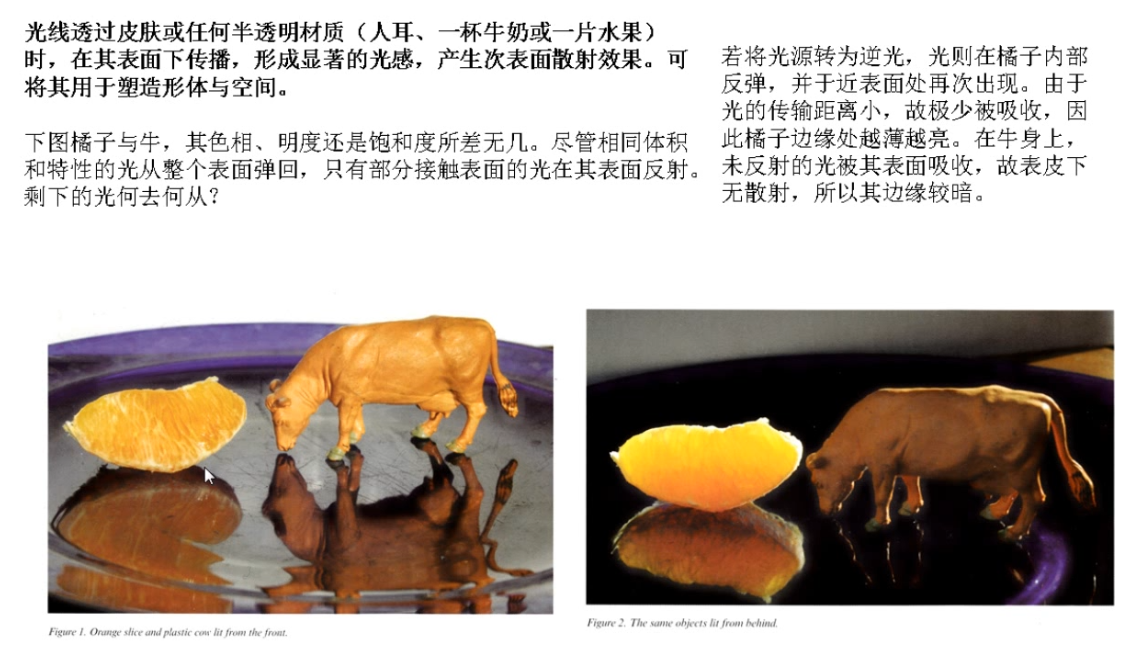 光线透过皮肤或任何半透明材质（人耳、一杯牛奶或一片水果）
时，在其表面下传播，形成显著的光感，产生次表面散射效果。可
将其用于塑造形体与空间。
下图橘子与牛，其色相、明度还是饱和度所差无几。尽管相同体积
和特性的光从整个表面弹回，只有部分接触表面的光在其表面反射。
剩下的光何去何从？
若将光源转为逆光，光则在橘子内部
反弹，并于近表面处再次出现。由于
光的传输距离小，故极少被吸收，因
此橘子边缘处越薄越亮。在牛身上，
未反射的光被其表面吸收，故表皮下
无散射，所以其边缘较暗。
Figure 1. Orange slice and plastic cow lit from the front.
Figure 2. The same objects lit from behind.